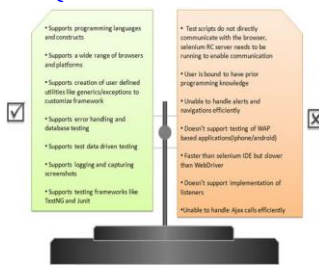 • Supports programming languages
and constructs
• Supports a wide range of browsers
and platforms
• Supports creation of user defined
utilities like generics/exceptions to
customize framework
• Supports error handling and
database testing
• Supports test data driven testing
• Supports logging and capturing
screenshots
• Supports testing frameworks like
TestNG and Junit
• Test scripts do not directly
communicate with the browser,
selenium RC server needs to be
running to enable communication
• User is bound to have prior
programming knowledge
• Unable to handle alerts and
navigations efficiently
• Doesn't support testing of WAP
based applications(iphone/android)
• Faster than selenium IDE but slower
than WebDriver
• Doesn't support implementation of
listeners
•Unable to handle Ajax calls efficiently